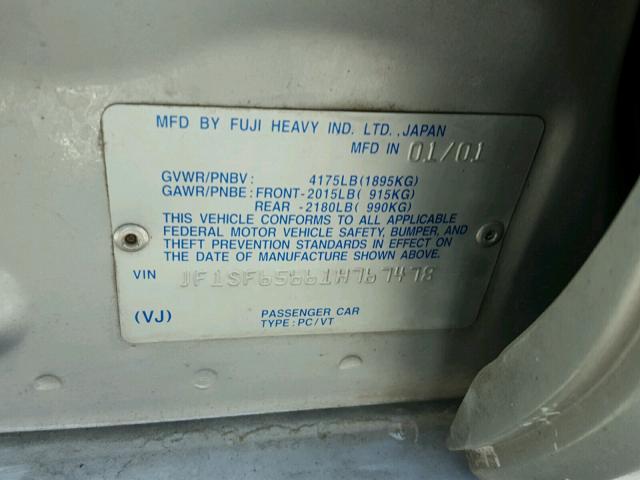 MFD BY FUJI HEAVY IND. LTD., JAPAN
MFD IN 01/01
GVWR/PNBV: 4175LB(1895KG)
GAWR/PNBE: FRONT-2015LB( 915KG)
REAR -2180LB( 990KG)
THIS VEHICLE CONFORMS TO ALL APPLICABLE
FEDERAL MOTOR VEHICLE SAFETY, BUMPER, AND
THEFT PREVENTION STANDARDS IN EFFECT ON
THE DATE OF MANUFACTURE SHOWN ABOVE.
VIN JF1SF65661H767478
(VJ) PASSENGER CAR
TYPE: PC/VT